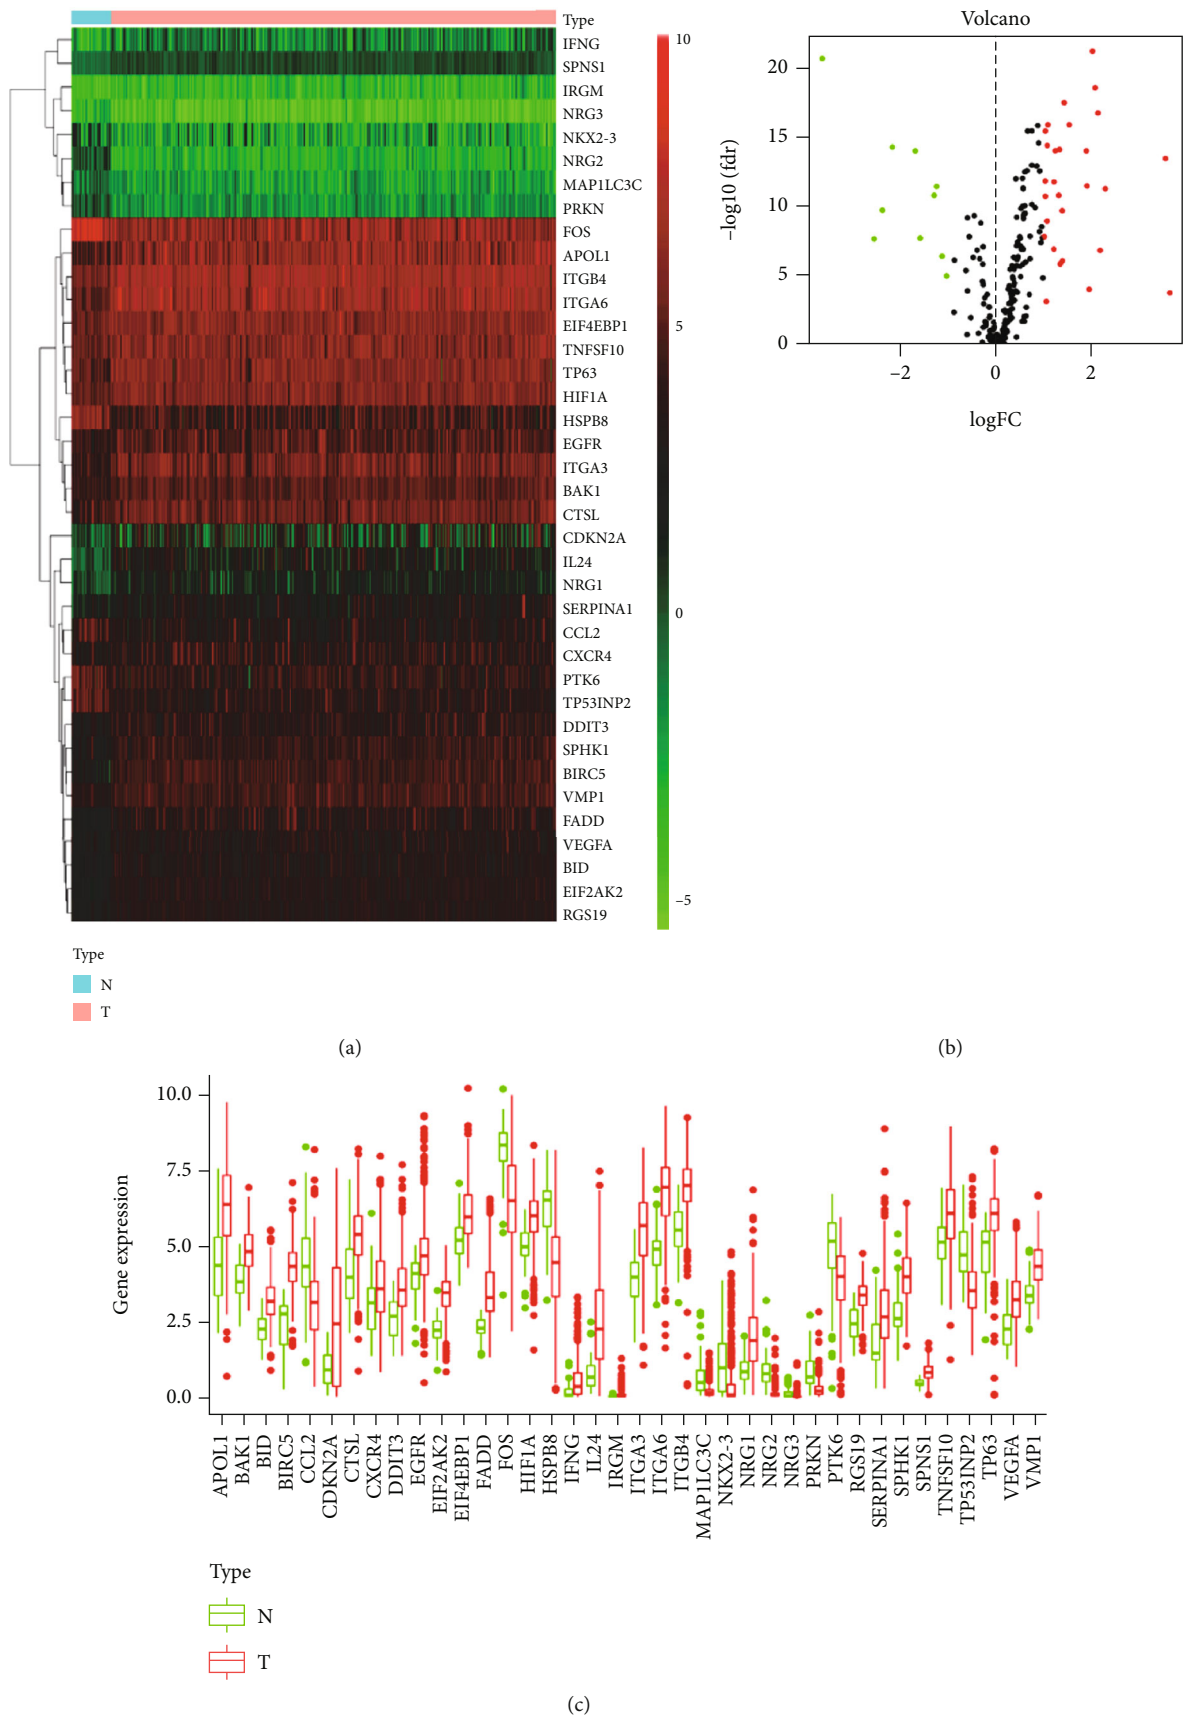 Type
IFNG
SPNS1
IRGM
NRG3
NKX2-3
NRG2
MAP1LC3C
PRKN
FOS
APOL1
ITGB4
ITGA6
EIF4EBP1
TNFSF10
TP63
HIF1A
HSPB8
EGFR
ITGA3
BAK1
CTSL
CDKN2A
IL24
NRG1
SERPINA1
CCL2
CXCR4
PTK6
TP53INP2
DDIT3
SPHK1
BIRC5
VMP1
FADD
VEGFA
BID
EIF2AK2
RGS19
10
5
0
−5
Type
N
T
(a)
Volcano
−log10 (fdr)
20
15
10
5
0
−2 0 2
logFC
(b)
Gene expression
10.0
7.5
5.0
2.5
0.0
APOL1
BAK1
BID
BIRC5
CCL2
CDKN2A
CTSL
CXCR4
DDIT3
EGFR
EIF2AK2
EIF4EBP1
FADD
FOS
HIF1A
HSPB8
IFNG
IL24
IRGM
ITGA3
ITGA6
ITGB4
MAP1LC3C
NKX2-3
NRG1
NRG2
NRG3
PRKN
PTK6
RGS19
SERPINA1
SPHK1
SPNS1
TNFSF10
TP53INP2
TP63
VEGFA
VMP1
Type
N
T
(c)